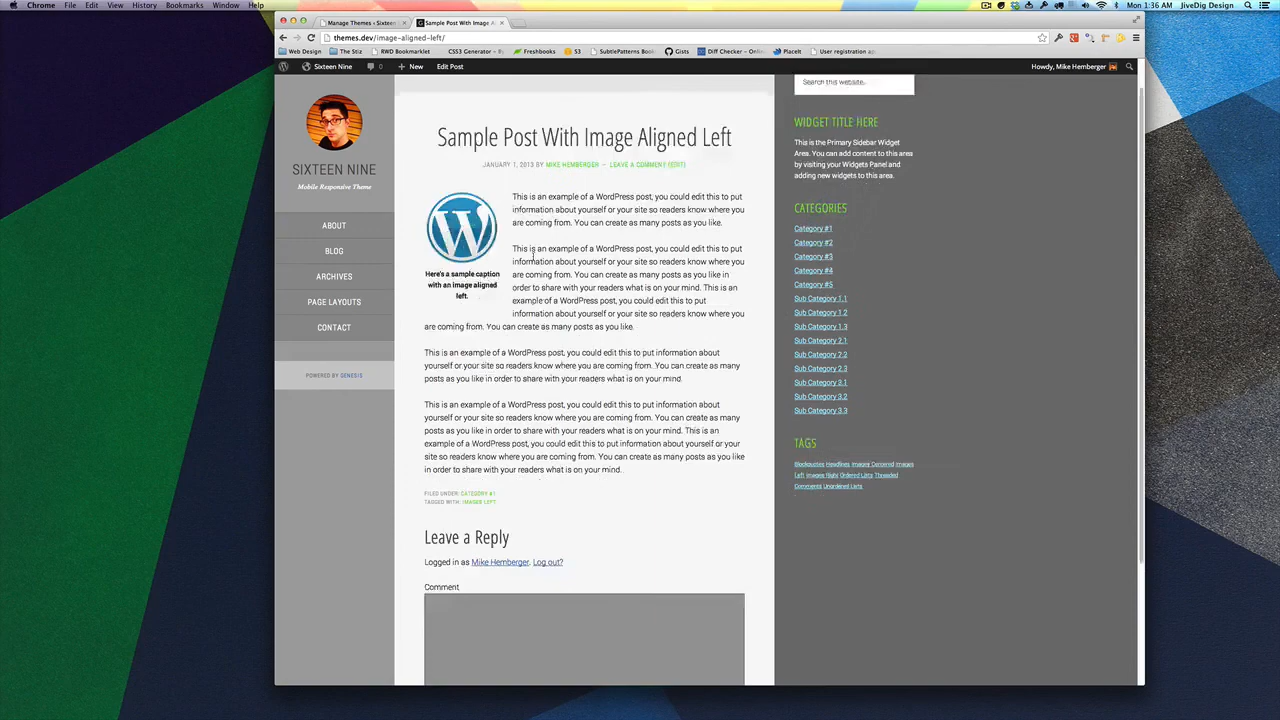 Chrome File Edit View History Bookmarks Window Help
Mon 1:36 AM JiveDig Design
Manage Themes ‹ Sixteen
Sample Post With Image A
themes.dev/image-aligned-left/
Web Design The Stiz RWD Bookmarklet CSS3 Generator – Freshbooks S3 SubtlePatterns Book Gists Diff Checker – PlaceIt User registration a
Sixteen Nine 0 New Edit Post Howdy, Mike Hemberger
SIXTEEN NINE
Mobile Responsive Theme
ABOUT
BLOG
ARCHIVES
PAGE LAYOUTS
CONTACT
POWERED BY GENESIS
Sample Post With Image Aligned Left
JANUARY 1, 2013 BY MIKE HEMBERGER – LEAVE A COMMENT (EDIT)
Here's a sample caption
with an image aligned
left.
This is an example of a WordPress post, you could edit this to put
information about yourself or your site so readers know where you
are coming from. You can create as many posts as you like.
This is an example of a WordPress post, you could edit this to put
information about yourself or your site so readers know where you
are coming from. You can create as many posts as you like in
order to share with your readers what is on your mind. This is an
example of a WordPress post, you could edit this to put
information about yourself or your site so readers know where you
are coming from. You can create as many posts as you like.
This is an example of a WordPress post, you could edit this to put information about
yourself or your site so readers know where you are coming from. You can create as many
posts as you like in order to share with your readers what is on your mind.
This is an example of a WordPress post, you could edit this to put information about
yourself or your site so readers know where you are coming from. You can create as many
posts as you like in order to share with your readers what is on your mind. This is an
example of a WordPress post, you could edit this to put information about yourself or your
site so readers know where you are coming from. You can create as many posts as you like
in order to share with your readers what is on your mind.
FILED UNDER: CATEGORY #1
TAGGED WITH: IMAGES LEFT
Leave a Reply
Logged in as Mike Hemberger. Log out?
Comment
Search this website..
WIDGET TITLE HERE
This is the Primary Sidebar Widget
Area. You can add content to this area
by visiting your Widgets Panel and
adding new widgets to this area.
CATEGORIES
Category #1
Category #2
Category #3
Category #4
Category #5
Sub Category 1.1
Sub Category 1.2
Sub Category 1.3
Sub Category 2.1
Sub Category 2.2
Sub Category 2.3
Sub Category 3.1
Sub Category 3.2
Sub Category 3.3
TAGS
Blockquotes Headlines Images Centered Images
Left Images Right Ordered Lists Threaded
Comments Unordered Lists